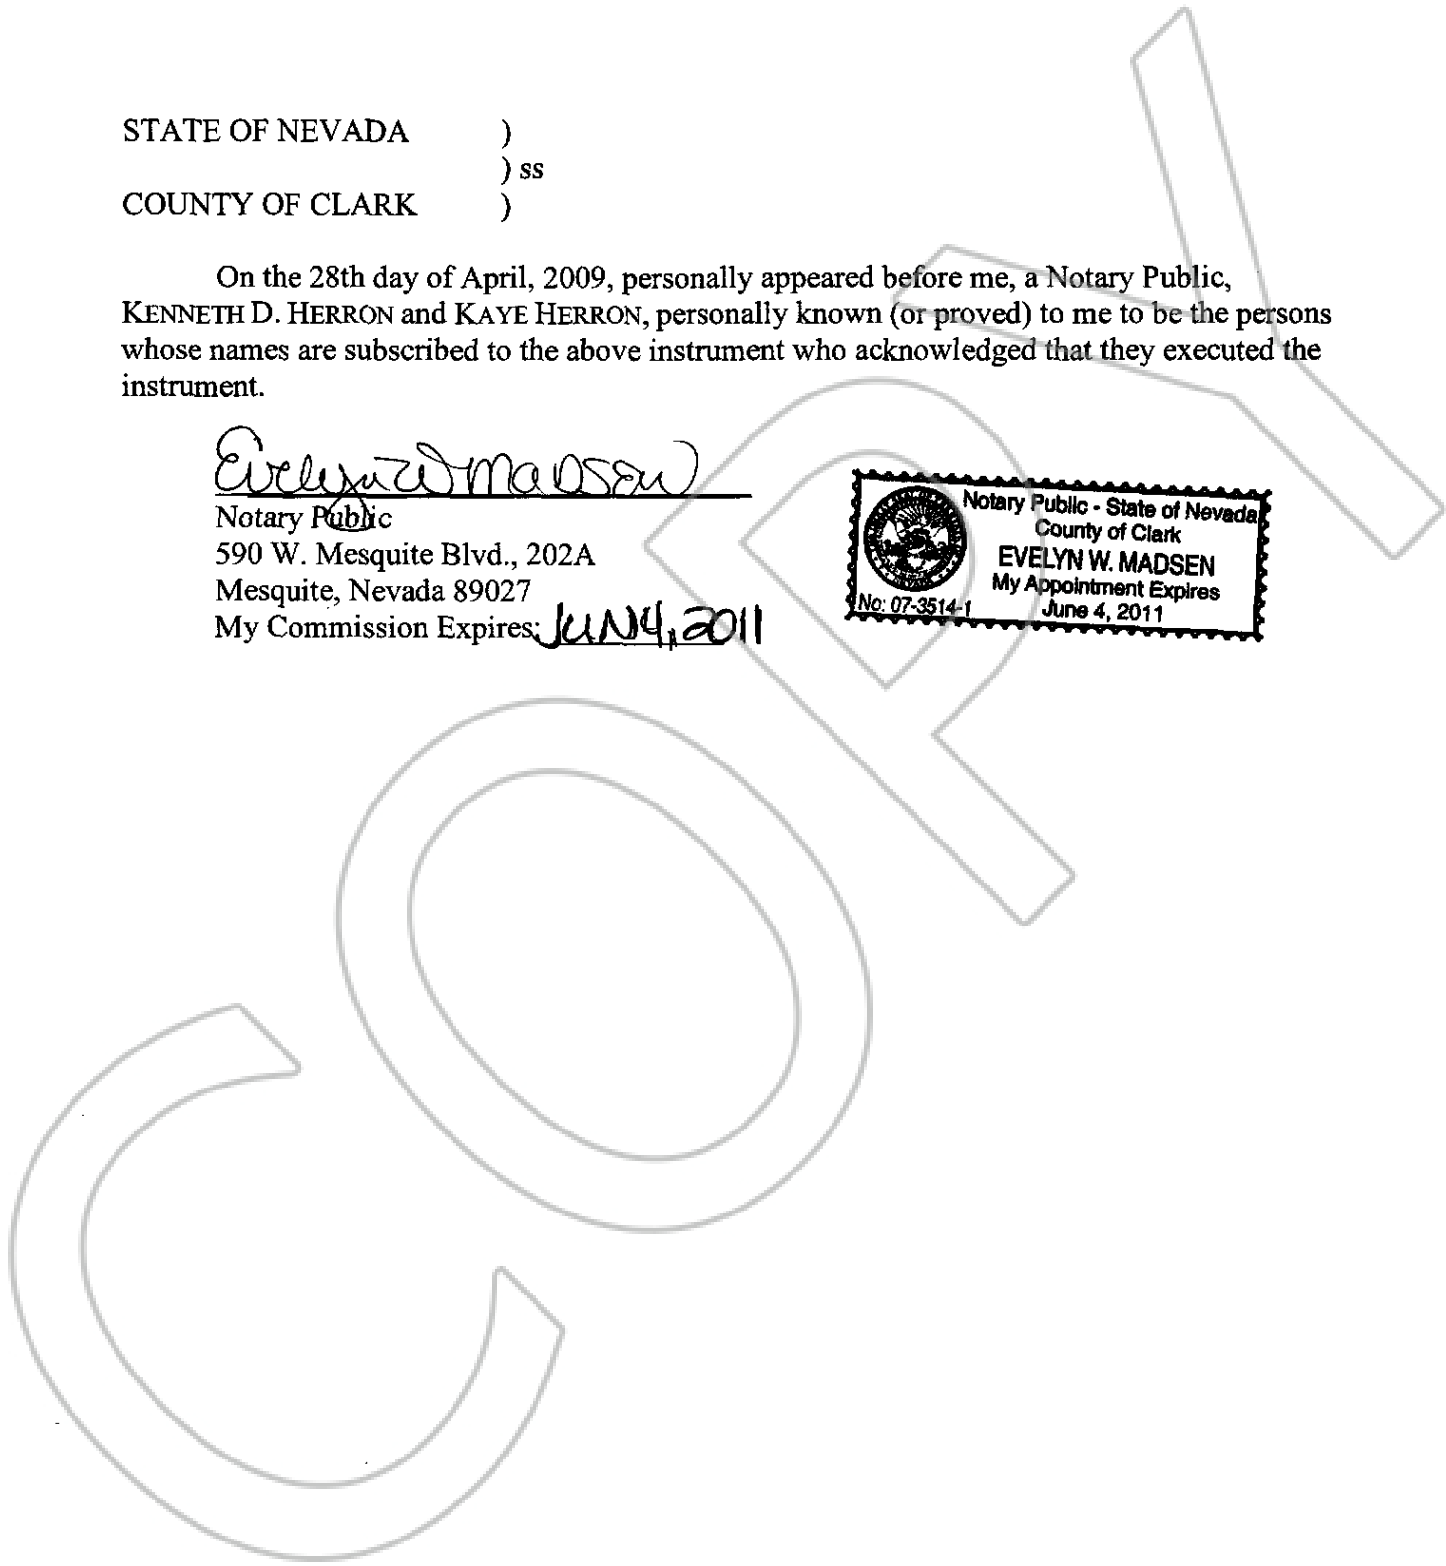 STATE OF NEVADA )
) ss
COUNTY OF CLARK )
On the 28th day of April, 2009, personally appeared before me, a Notary Public,
KENNETH D. HERRON and KAYE HERRON, personally known (or proved) to me to be the persons
whose names are subscribed to the above instrument who acknowledged that they executed the
instrument.
Evelyn W Madsen
Notary Public
590 W. Mesquite Blvd., 202A
Mesquite, Nevada 89027
My Commission Expires: JUN 4, 2011
Notary Public - State of Nevada
County of Clark
EVELYN W. MADSEN
My Appointment Expires
No: 07-3514-1 June 4, 2011
COPY